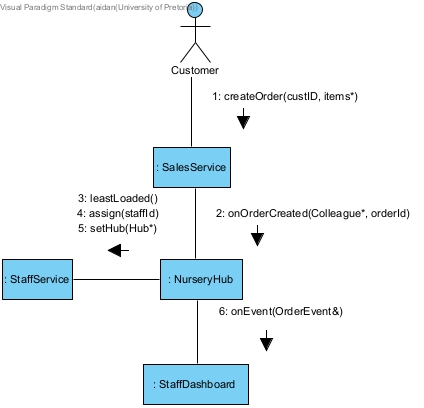 Visual Paradigm Standard(aidan(University of Pretoria))
Customer
1: createOrder(custID, items*)
: SalesService
3: leastLoaded()
4: assign(staffId)
5: setHub(Hub*)
2: onOrderCreated(Colleague*, orderId)
: StaffService
: NurseryHub
6: onEvent(OrderEvent&)
: StaffDashboard